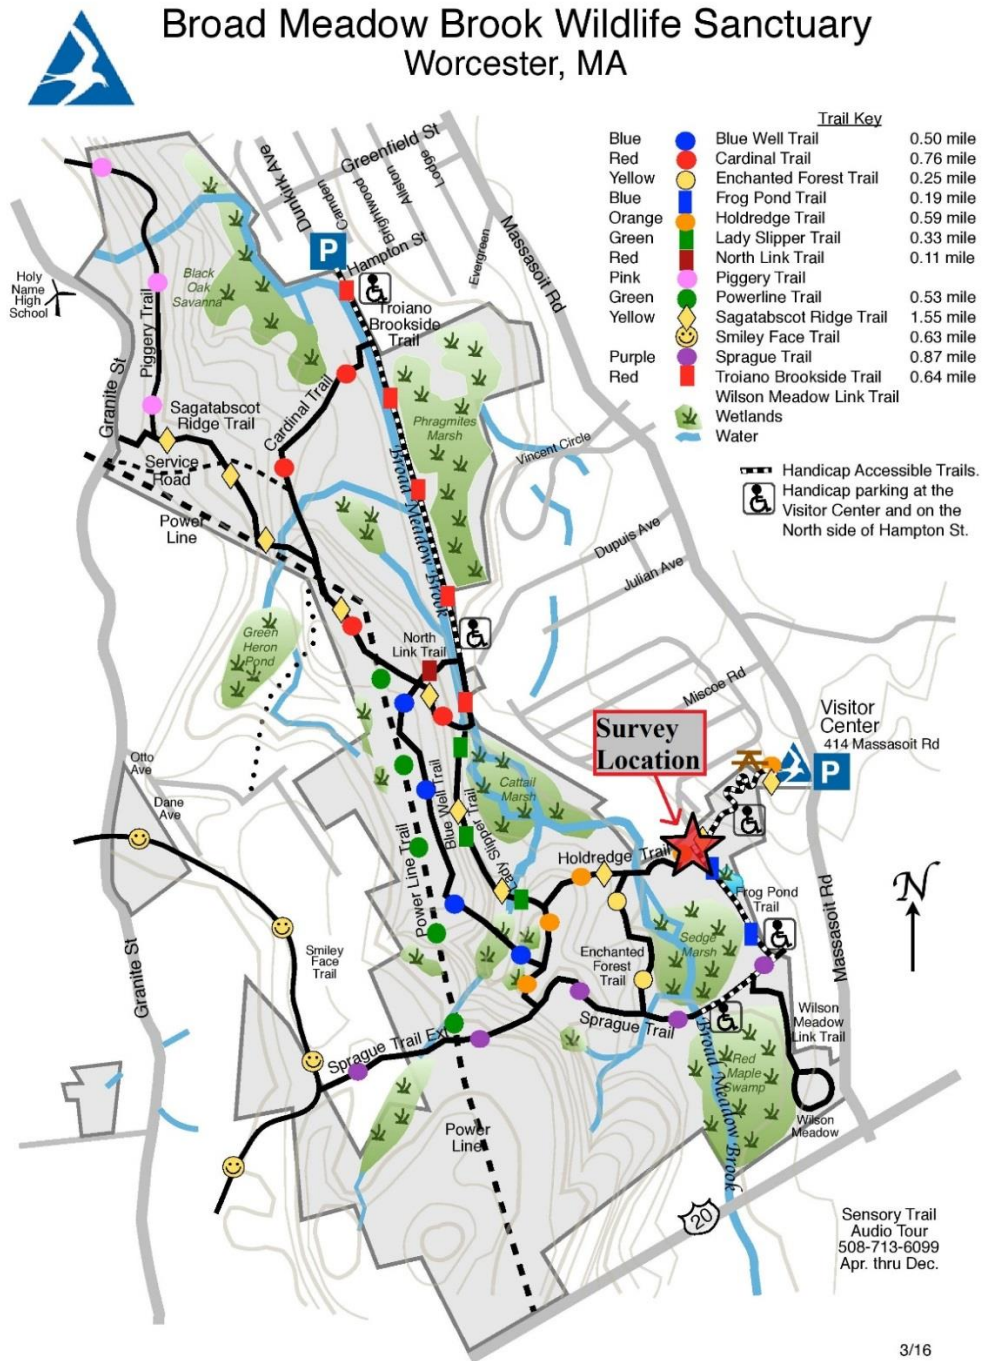 Broad Meadow Brook Wildlife Sanctuary
Worcester, MA
Trail Key
Blue Blue Well Trail 0.50 mile
Red Cardinal Trail 0.76 mile
Yellow Enchanted Forest Trail 0.25 mile
Blue Frog Pond Trail 0.19 mile
Orange Holdredge Trail 0.59 mile
Green Lady Slipper Trail 0.33 mile
Red North Link Trail 0.11 mile
Pink Piggery Trail
Green Powerline Trail 0.53 mile
Yellow Sagatabscot Ridge Trail 1.55 mile
Smiley Face Trail 0.63 mile
Purple Sprague Trail 0.87 mile
Red Troiano Brookside Trail 0.64 mile
Wilson Meadow Link Trail
Wetlands
Water
Handicap Accessible Trails.
Handicap parking at the
Visitor Center and on the
North side of Hampton St.
Greenfield St
Dunkirk Ave
Camden
Brightwood
Allston
Lodge
Evergreen
Hampton St
Massasoit Rd
P
Holy
Name
High
School
Granite St
Piggery Trail
Black
Oak
Savanna
Troiano
Brookside
Trail
Cardinal Trail
Sagatabscot
Ridge Trail
Service
Road
Power
Line
Phragmites
Marsh
Broad Meadow Brook
Vincent Circle
Dupuis Ave
Julian Ave
Green
Heron
Pond
North
Link Trail
Miscoe Rd
Survey
Location
Visitor
Center
414 Massasoit Rd
P
Otto
Ave
Dane
Ave
Cattail
Marsh
Power Line Trail
Blue Well Trail
Lady Slipper Trail
Holdredge Trail
Frog Pond
Trail
N
Massasoit Rd
Enchanted
Forest
Trail
Sedge
Marsh
Smiley
Face
Trail
Granite St
Sprague Trail
Sprague Trail Ext
Wilson
Meadow
Link Trail
Broad Meadow Brook
Red
Maple
Swamp
Wilson
Meadow
Power
Line
20
Sensory Trail
Audio Tour
508-713-6099
Apr. thru Dec.
3/16